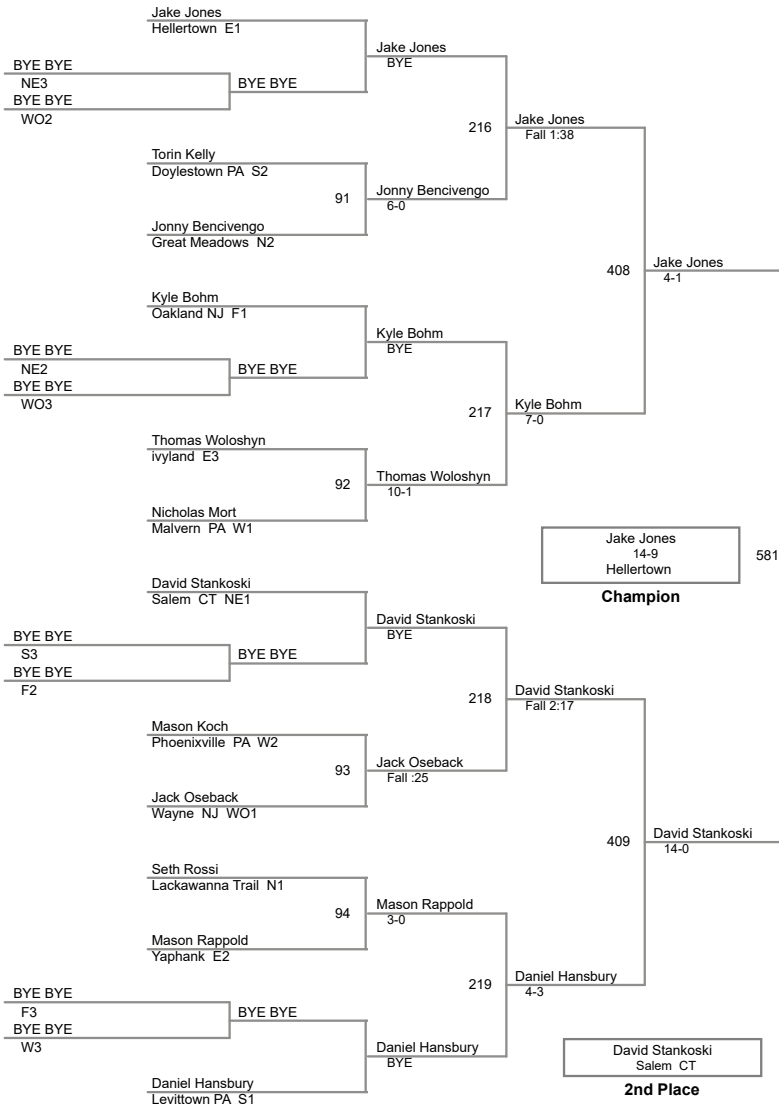 Jake Jones
Hellertown E1
Jake Jones
BYE
BYE BYE
NE3
BYE BYE
BYE BYE
WO2
216
Jake Jones
Fall 1:38
Torin Kelly
Doylestown PA S2
91
Jonny Bencivengo
6-0
Jonny Bencivengo
Great Meadows N2
408
Jake Jones
4-1
Kyle Bohm
Oakland NJ F1
Kyle Bohm
BYE
BYE BYE
NE2
BYE BYE
BYE BYE
WO3
217
Kyle Bohm
7-0
Thomas Woloshyn
ivyland E3
92
Thomas Woloshyn
10-1
Nicholas Mort
Malvern PA W1
Jake Jones
14-9
Hellertown
581
Champion
David Stankoski
Salem CT NE1
David Stankoski
BYE
BYE BYE
S3
BYE BYE
BYE BYE
F2
218
David Stankoski
Fall 2:17
Mason Koch
Phoenixville PA W2
93
Jack Oseback
Fall :25
Jack Oseback
Wayne NJ WO1
409
David Stankoski
14-0
Seth Rossi
Lackawanna Trail N1
94
Mason Rappold
3-0
Mason Rappold
Yaphank E2
219
Daniel Hansbury
4-3
BYE BYE
F3
BYE BYE
BYE BYE
W3
Daniel Hansbury
BYE
Daniel Hansbury
Levittown PA S1
David Stankoski
Salem CT
2nd Place